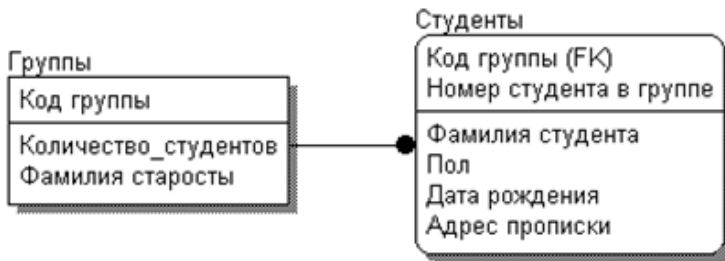 Группы
Код группы
Количество_студентов
Фамилия старосты
Студенты
Код группы (FK)
Номер студента в группе
Фамилия студента
Пол
Дата рождения
Адрес прописки